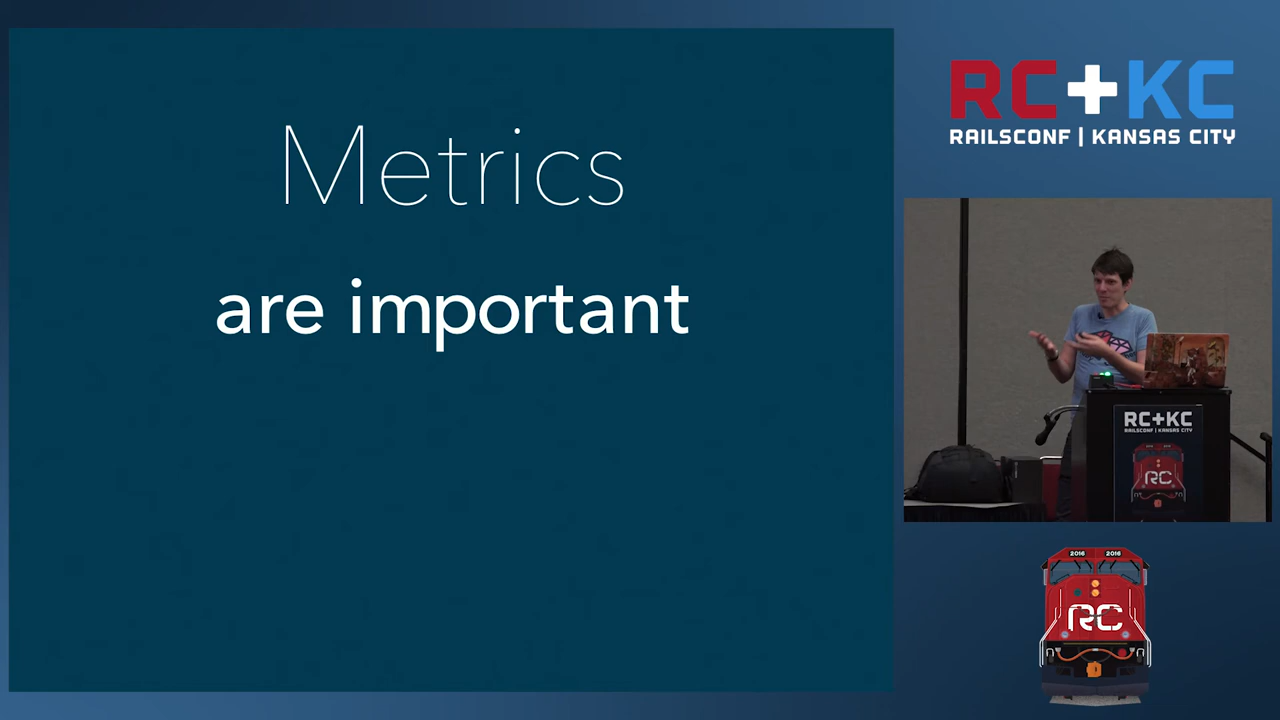 Metrics
are important
RC+KC
RAILSCONF | KANSAS CITY
RC+KC
RAILSCONF | KANSAS CITY
RC
2016 2016
RC